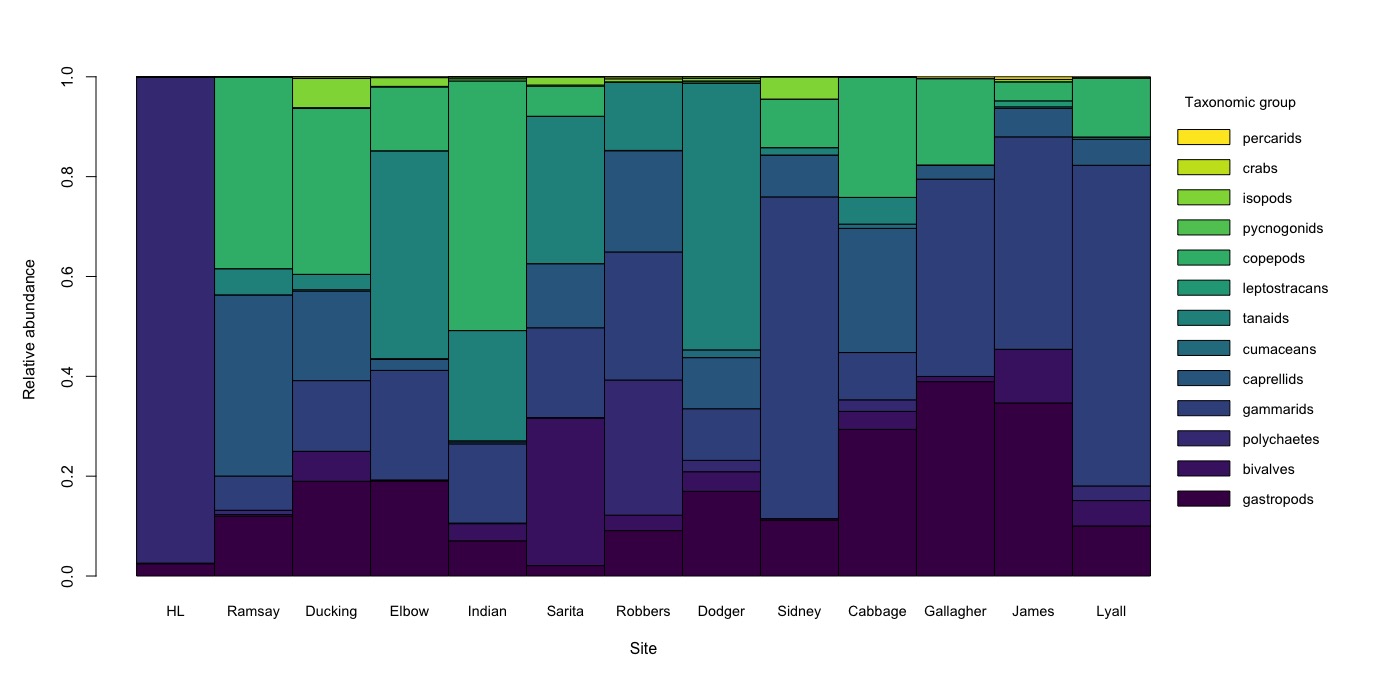 Relative abundance
1.0
0.8
0.6
0.4
0.2
0.0
HL Ramsay Ducking Elbow Indian Sarita Robbers Dodger Sidney Cabbage Gallagher James Lyall
Site
Taxonomic group
percarids
crabs
isopods
pycnogonids
copepods
leptostracans
tanaids
cumaceans
caprellids
gammarids
polychaetes
bivalves
gastropods